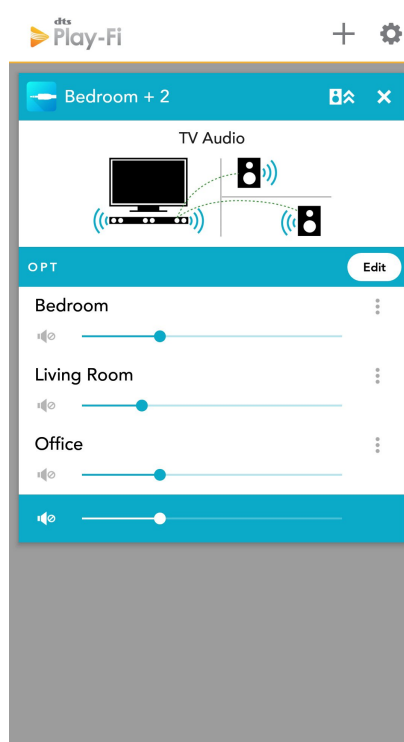 dts
Play-Fi
Bedroom + 2
TV Audio
OPT
Edit
Bedroom
Living Room
Office